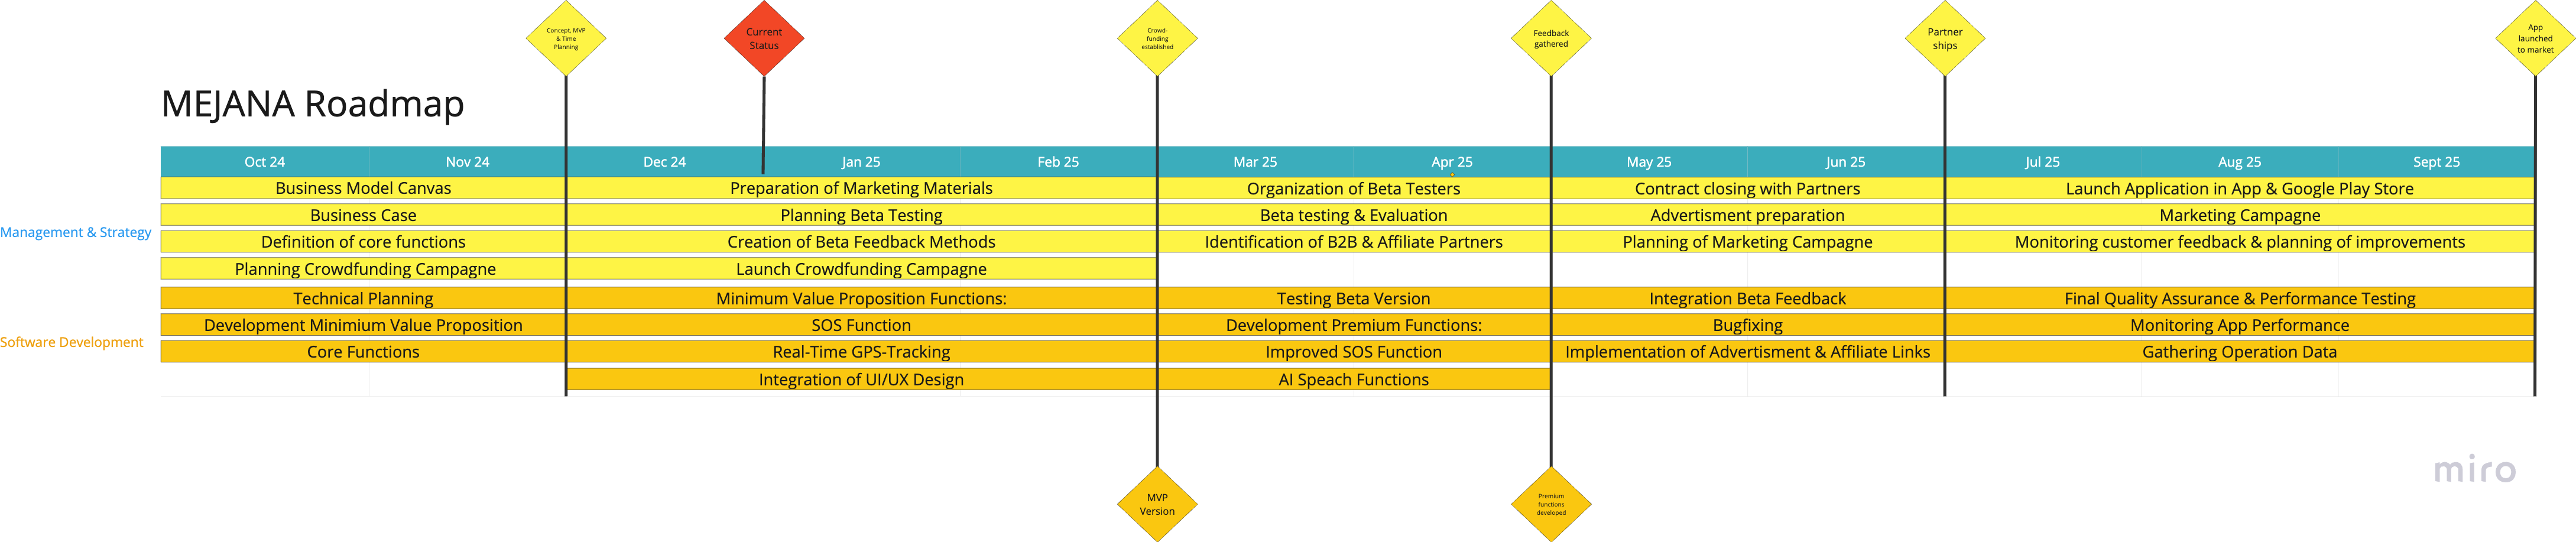 Concept, MVP
& Time
Planning
Current
Status
Crowd-
funding
established
Feedback
gathered
Partner
ships
App
launched
to market
MEJANA Roadmap
Oct 24 Nov 24 Dec 24 Jan 25 Feb 25 Mar 25 Apr 25 May 25 Jun 25 Jul 25 Aug 25 Sept 25
Management & Strategy
Business Model Canvas Preparation of Marketing Materials Organization of Beta Testers Contract closing with Partners Launch Application in App & Google Play Store
Business Case Planning Beta Testing Beta testing & Evaluation Advertisment preparation Marketing Campagne
Definition of core functions Creation of Beta Feedback Methods Identification of B2B & Affiliate Partners Planning of Marketing Campagne Monitoring customer feedback & planning of improvements
Planning Crowdfunding Campagne Launch Crowdfunding Campagne
Software Development
Technical Planning Minimum Value Proposition Functions: Testing Beta Version Integration Beta Feedback Final Quality Assurance & Performance Testing
Development Minimium Value Proposition SOS Function Development Premium Functions: Bugfixing Monitoring App Performance
Core Functions Real-Time GPS-Tracking Improved SOS Function Implementation of Advertisment & Affiliate Links Gathering Operation Data
Integration of UI/UX Design AI Speach Functions
MVP
Version
Premium
functions
developed
miro